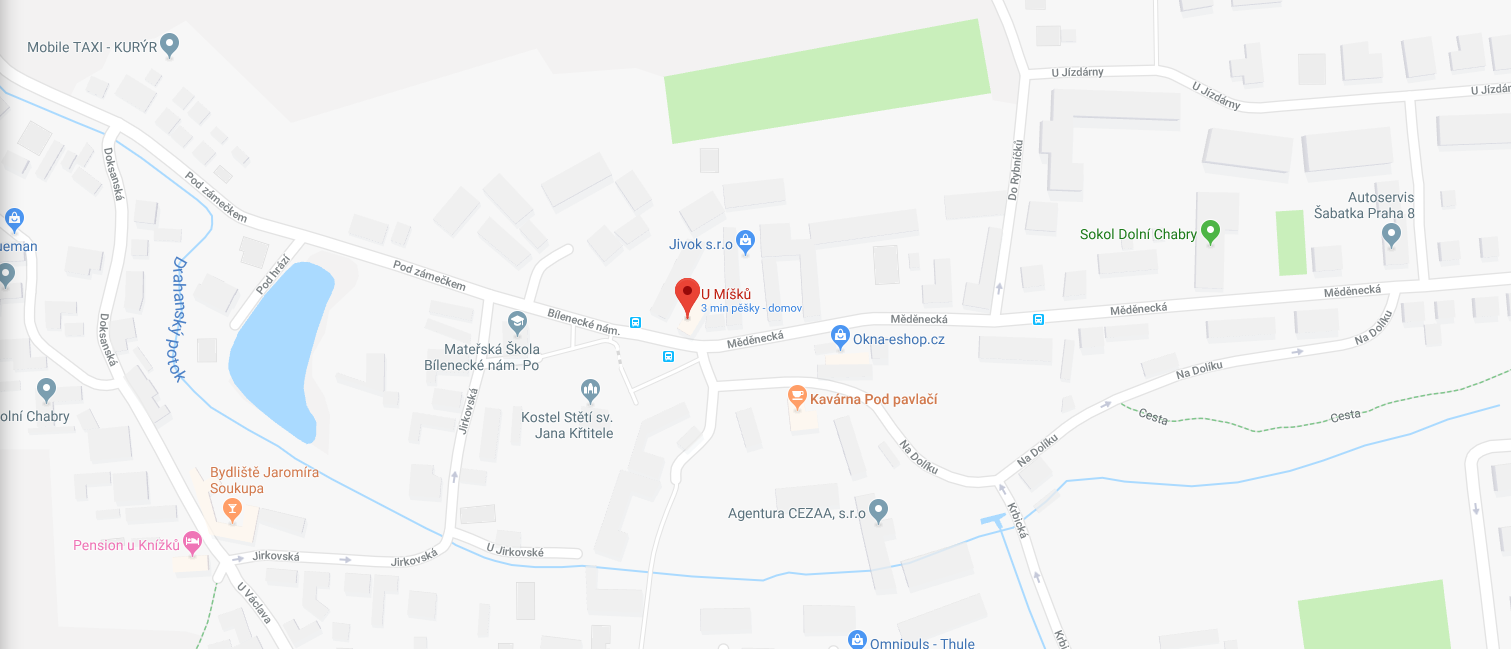 Mobile TAXI - KURÝR
U Jízdárny
U Jízdárny
U Jízdár
Doksanská
Do Rybníčků
Pod zámečkem
Autoservis
Šabatka Praha 8
ueman
Jivok s.r.o
Sokol Dolní Chabry
Drahanský potok
Pod hrází
Pod zámečkem
U Míšků
3 min pěšky - domov
Měděnecká
Měděnecká
Bílenecké nám.
Měděnecká
Měděnecká
Na Dolíku
Doksanská
Okna-eshop.cz
Mateřská Škola
Bílenecké nám. Po
Na Dolíku
Kavárna Pod pavlačí
olní Chabry
Kostel Stětí sv.
Jana Křtitele
Jirkovská
Cesta
Cesta
Na Dolíku
Na Dolíku
Bydliště Jaromíra
Soukupa
Agentura CEZAA, s.r.o
Krbická
Pension u Knížků
Jirkovská
Jirkovská
U Jirkovské
U Václava
Krbi
Omnipuls - Thule